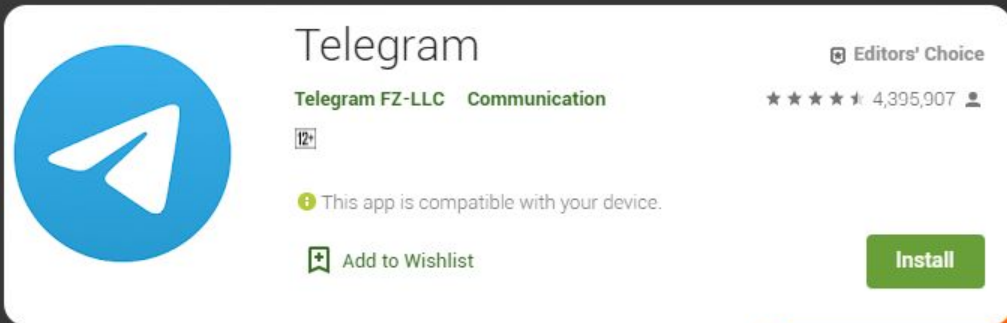 Telegram
Editors' Choice
Telegram FZ-LLC Communication
4,395,907
12+
This app is compatible with your device.
Add to Wishlist
Install